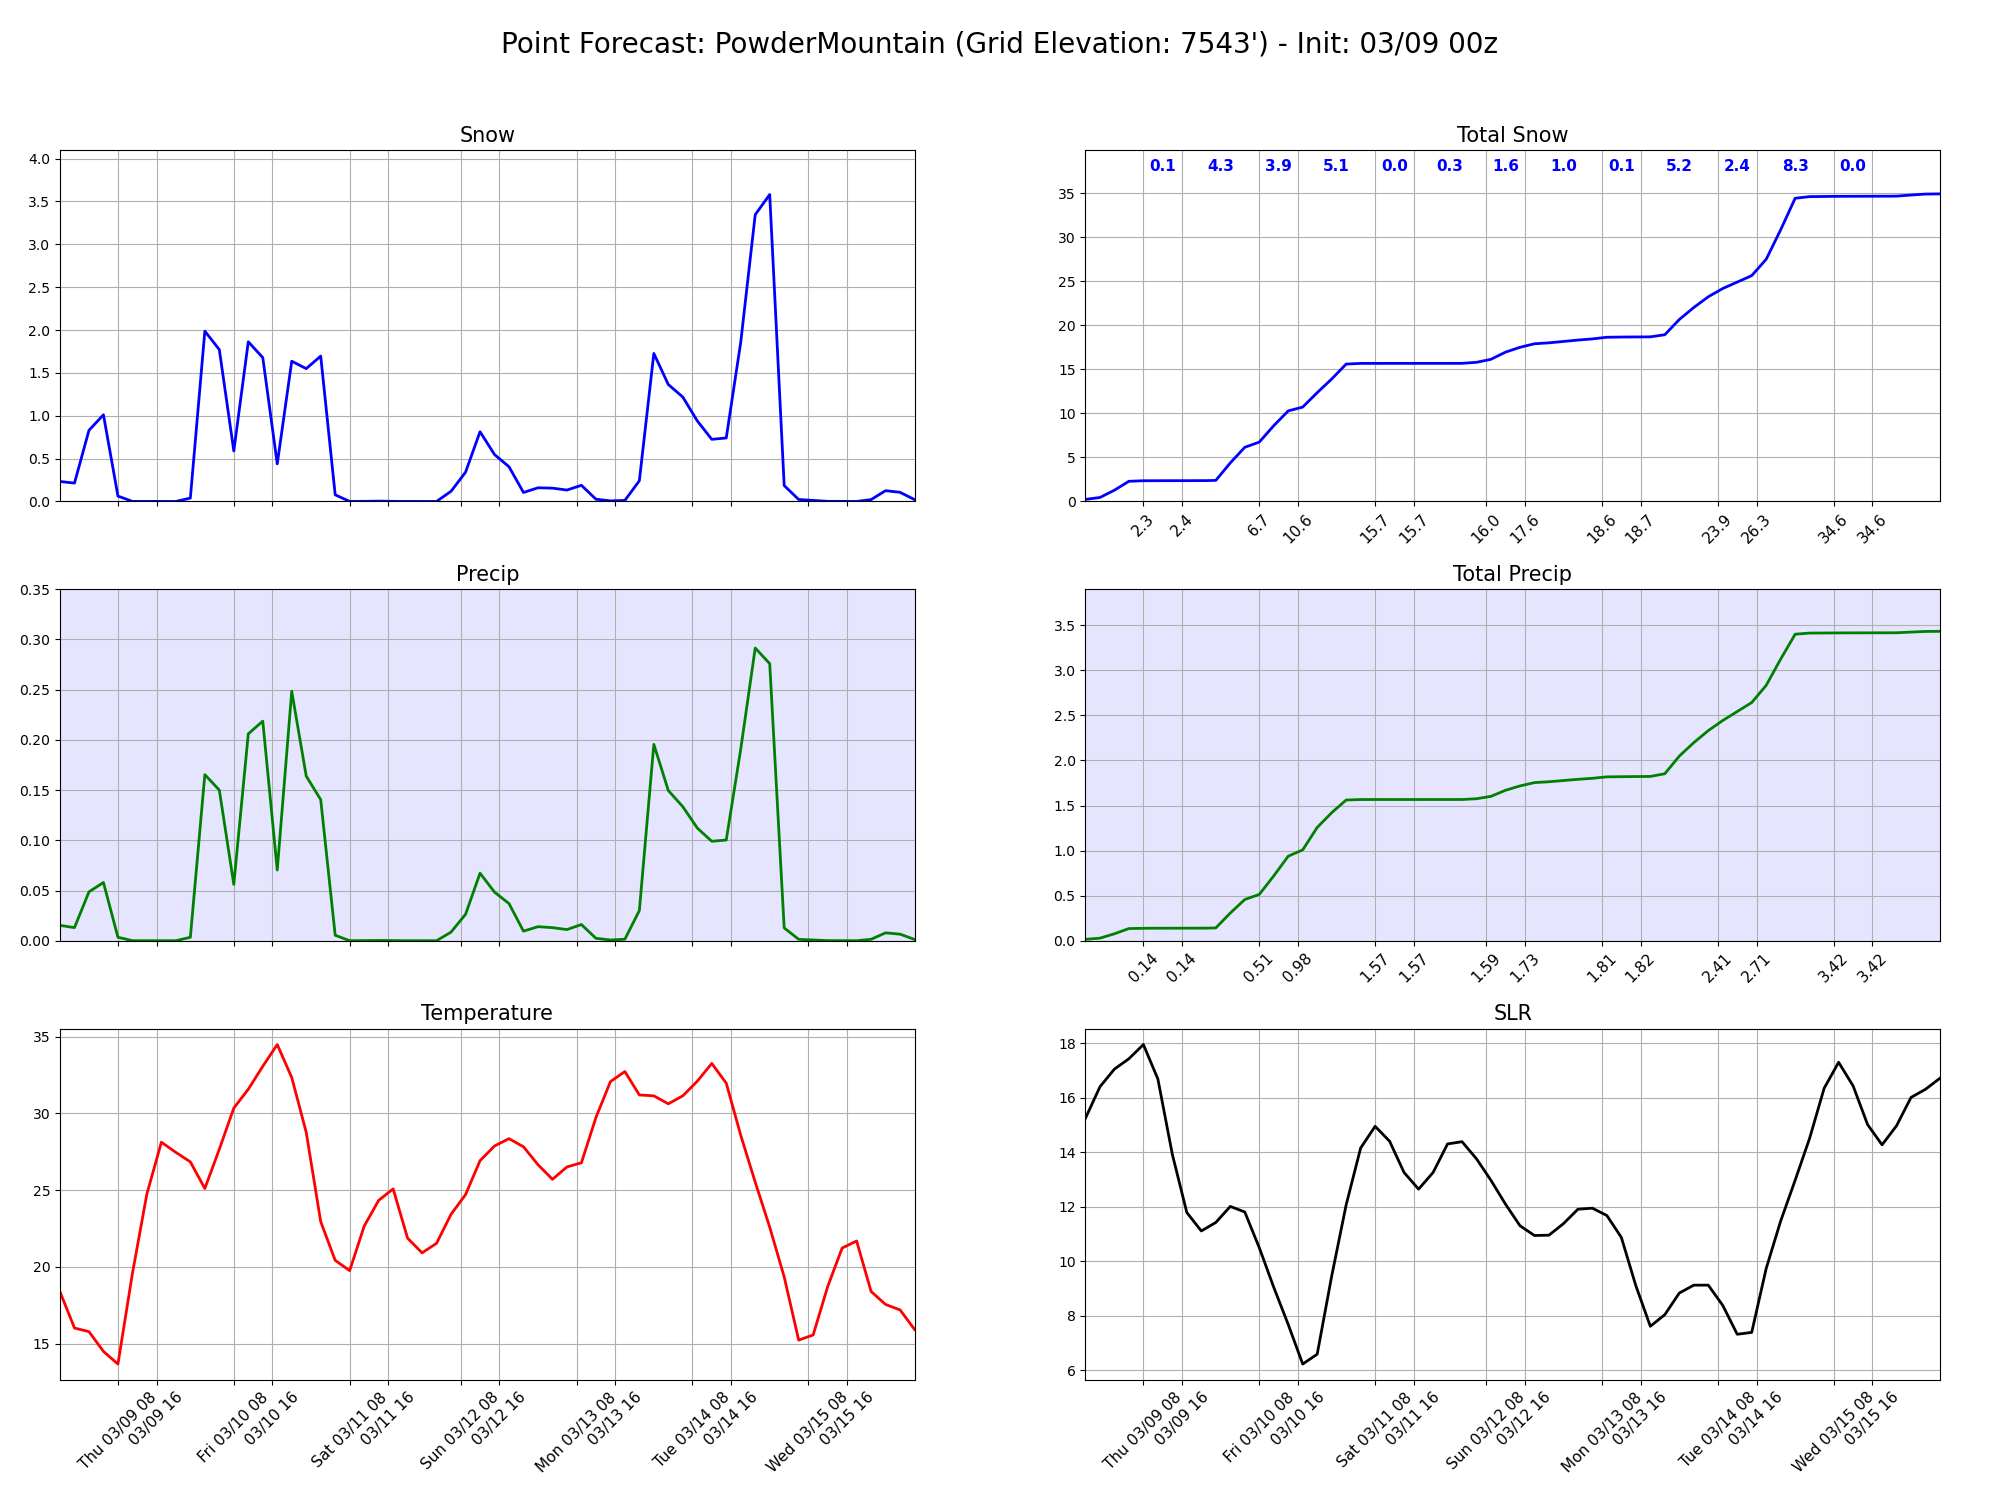 Point Forecast: PowderMountain (Grid Elevation: 7543') - Init: 03/09 00z
Snow
4.0
3.5
3.0
2.5
2.0
1.5
1.0
0.5
0.0
Total Snow
0.1 4.3 3.9 5.1 0.0 0.3 1.6 1.0 0.1 5.2 2.4 8.3 0.0
35
30
25
20
15
10
5
0
2.3 2.4 6.7 10.6 15.7 15.7 16.0 17.6 18.6 18.7 23.9 26.3 34.6 34.6
Precip
0.35
0.30
0.25
0.20
0.15
0.10
0.05
0.00
Total Precip
3.5
3.0
2.5
2.0
1.5
1.0
0.5
0.0
0.14 0.14 0.51 0.98 1.57 1.57 1.59 1.73 1.81 1.82 2.41 2.71 3.42 3.42
Temperature
35
30
25
20
15
Thu 03/09 08
03/09 16
Fri 03/10 08
03/10 16
Sat 03/11 08
03/11 16
Sun 03/12 08
03/12 16
Mon 03/13 08
03/13 16
Tue 03/14 08
03/14 16
Wed 03/15 08
03/15 16
SLR
18
16
14
12
10
8
6
Thu 03/09 08
03/09 16
Fri 03/10 08
03/10 16
Sat 03/11 08
03/11 16
Sun 03/12 08
03/12 16
Mon 03/13 08
03/13 16
Tue 03/14 08
03/14 16
Wed 03/15 08
03/15 16